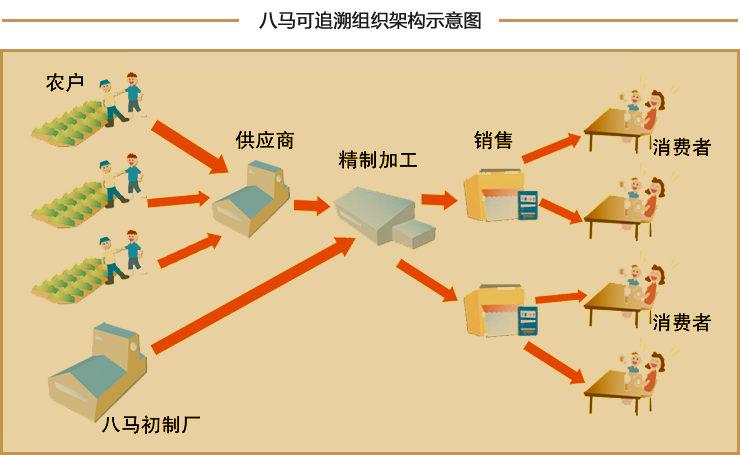 八马可追溯组织架构示意图
农户
供应商
精制加工
销售
消费者
消费者
八马初制厂